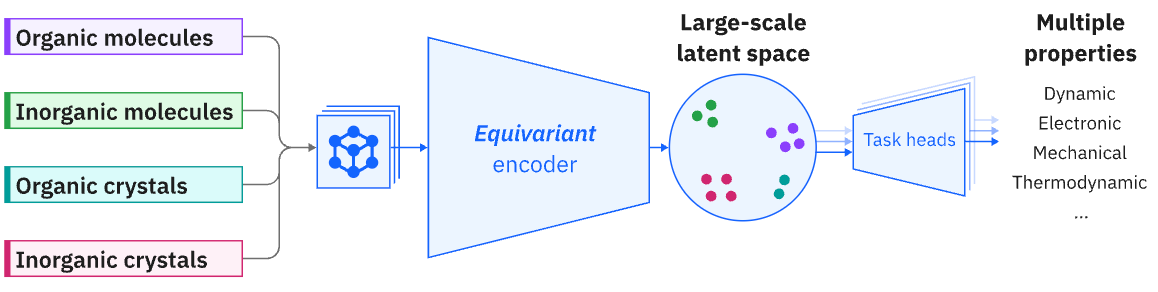 Organic molecules
Inorganic molecules
Organic crystals
Inorganic crystals
Equivariant
encoder
Large-scale
latent space
Task heads
Multiple
properties
Dynamic
Electronic
Mechanical
Thermodynamic
...